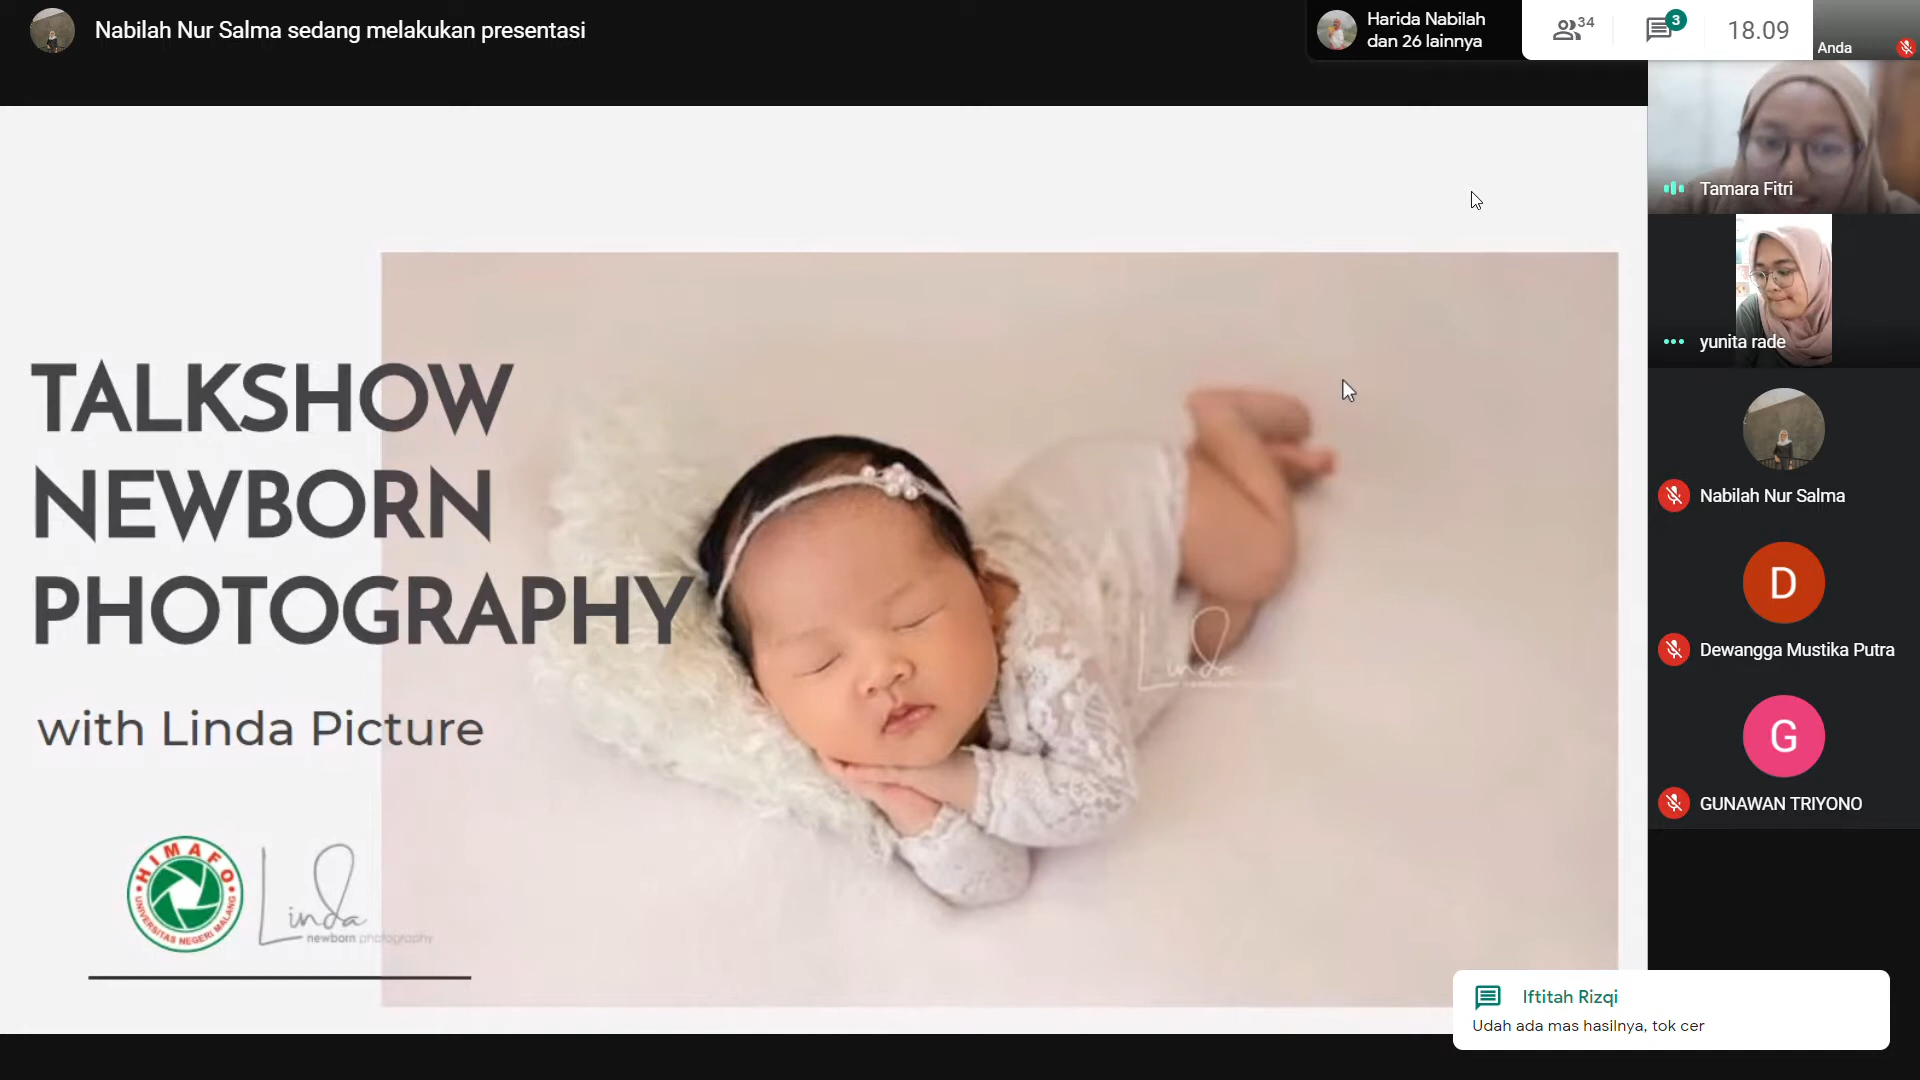 Nabilah Nur Salma sedang melakukan presentasi
Harida Nabilah
dan 26 lainnya
34
3
18.09
Anda
Tamara Fitri
yunita rade
Nabilah Nur Salma
D
Dewangga Mustika Putra
G
GUNAWAN TRIYONO
TALKSHOW
NEWBORN
PHOTOGRAPHY
with Linda Picture
HIMAFO
UNIVERSITAS NEGERI MALANG
Linda
newborn photography
Linda
Iftitah Rizqi
Udah ada mas hasilnya, tok cer